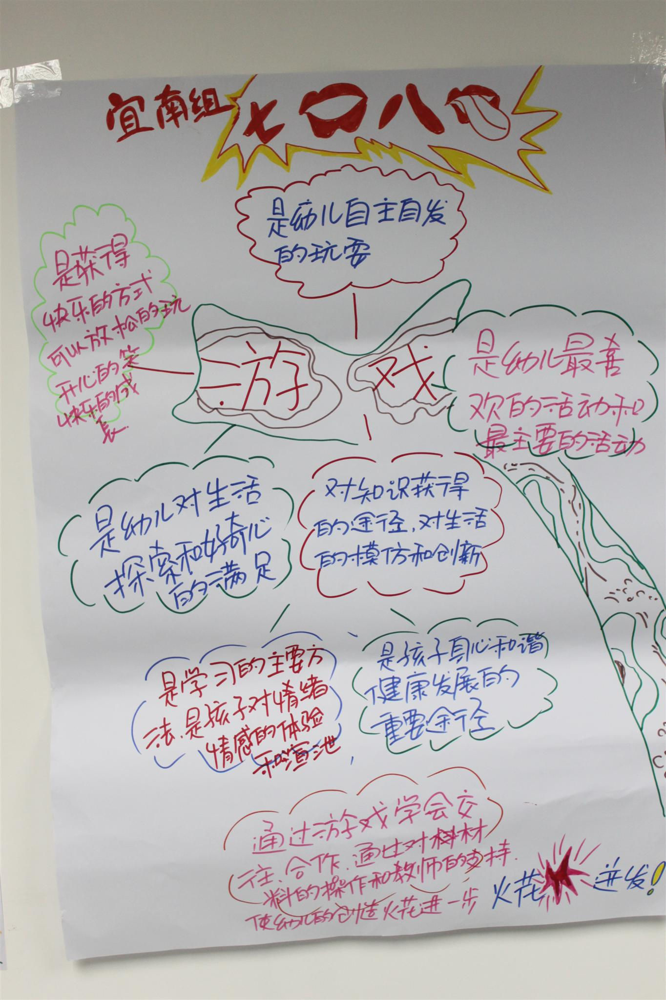 宜南组 七口八
是幼儿自主自发
的玩耍
是获得
快乐的方式
可以放松的玩
开心的笑
快乐的成
长.
游戏
是幼儿最喜
欢的活动和
最主要的活动
是幼儿对生活
探索和好奇心
的满足
对知识获得
的途径,对生活
的模仿和创新
是学习的主要方
法、是孩子对情绪
情感的体验
和渲泄
是孩子身心和谐
健康发展的
重要途径
通过游戏学会交
往、合作、通过对材
料的操作和教师的支持.
使幼儿的创造火花进一步
火花 迸发!